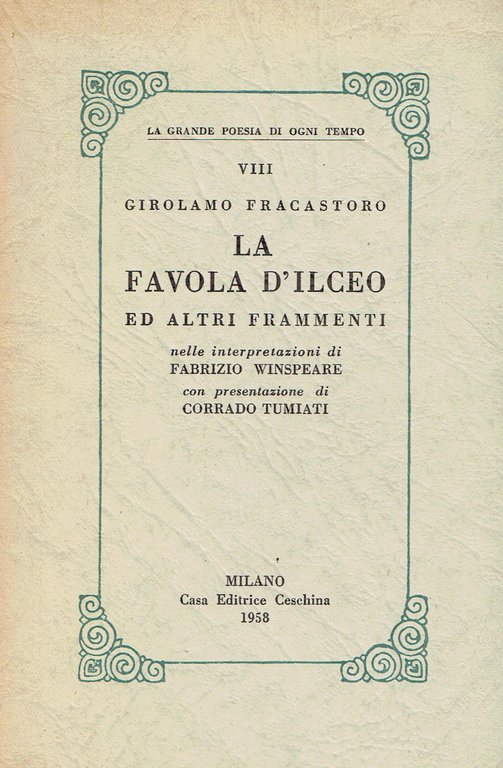 LA GRANDE POESIA DI OGNI TEMPO
VIII
GIROLAMO FRACASTORO
LA
FAVOLA D'ILCEO
ED ALTRI FRAMMENTI
nelle interpretazioni di
FABRIZIO WINSPEARE
con presentazione di
CORRADO TUMIATI
MILANO
Casa Editrice Ceschina
1958